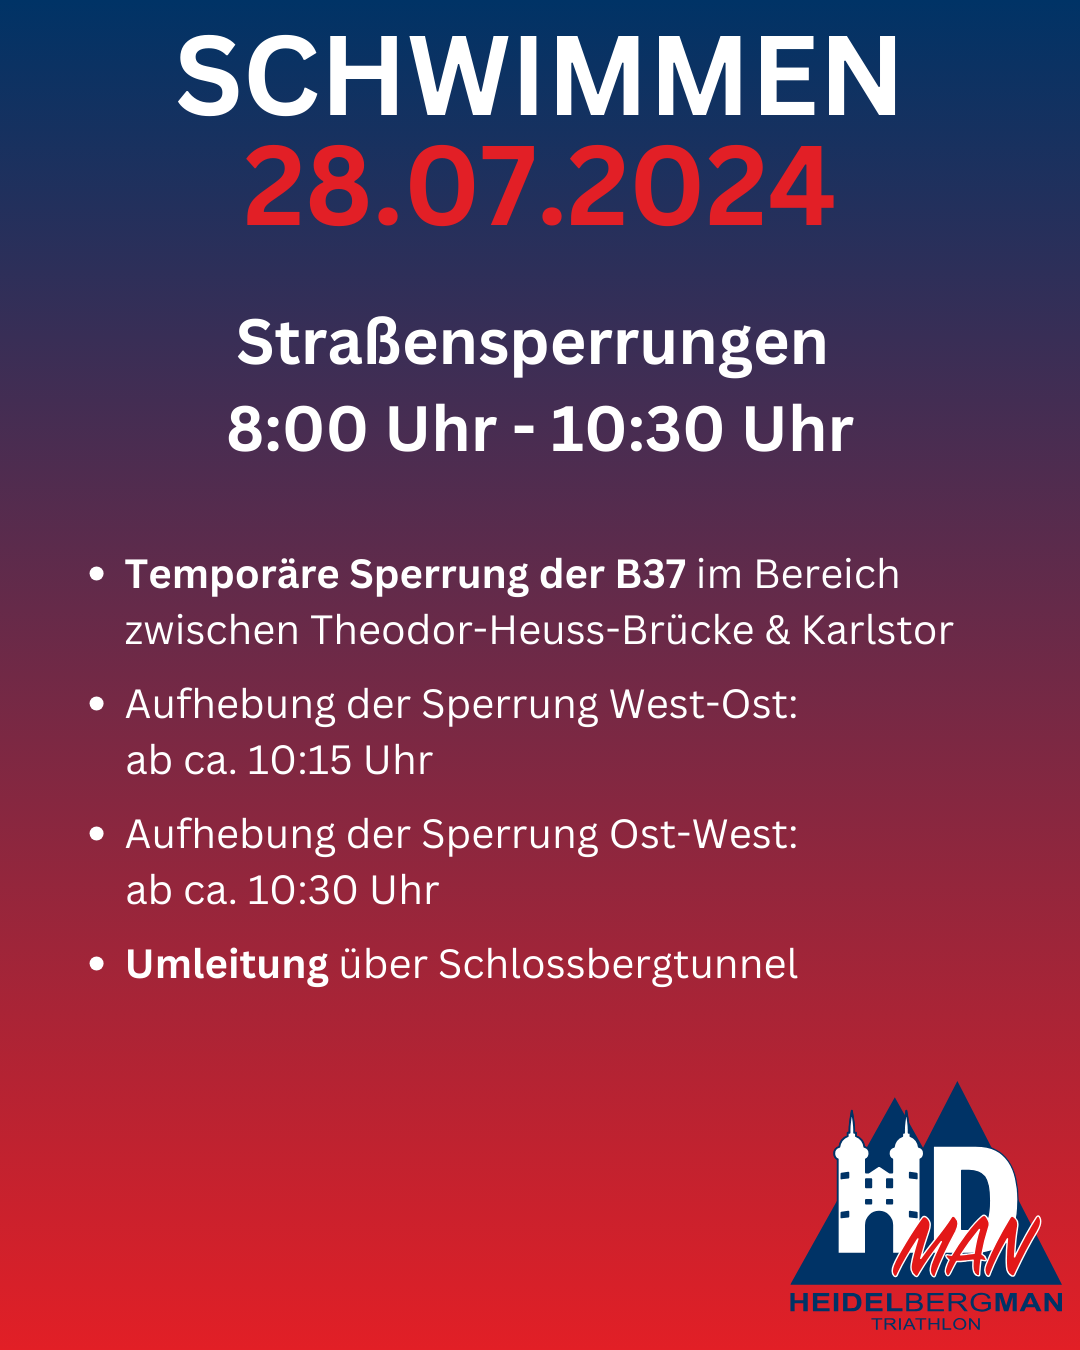 SCHWIMMEN
28.07.2024
Straßensperrungen
8:00 Uhr - 10:30 Uhr
• Temporäre Sperrung der B37 im Bereich
zwischen Theodor-Heuss-Brücke & Karlstor
• Aufhebung der Sperrung West-Ost:
ab ca. 10:15 Uhr
• Aufhebung der Sperrung Ost-West:
ab ca. 10:30 Uhr
• Umleitung über Schlossbergtunnel
HD
MAN
HEIDELBERGMAN
TRIATHLON